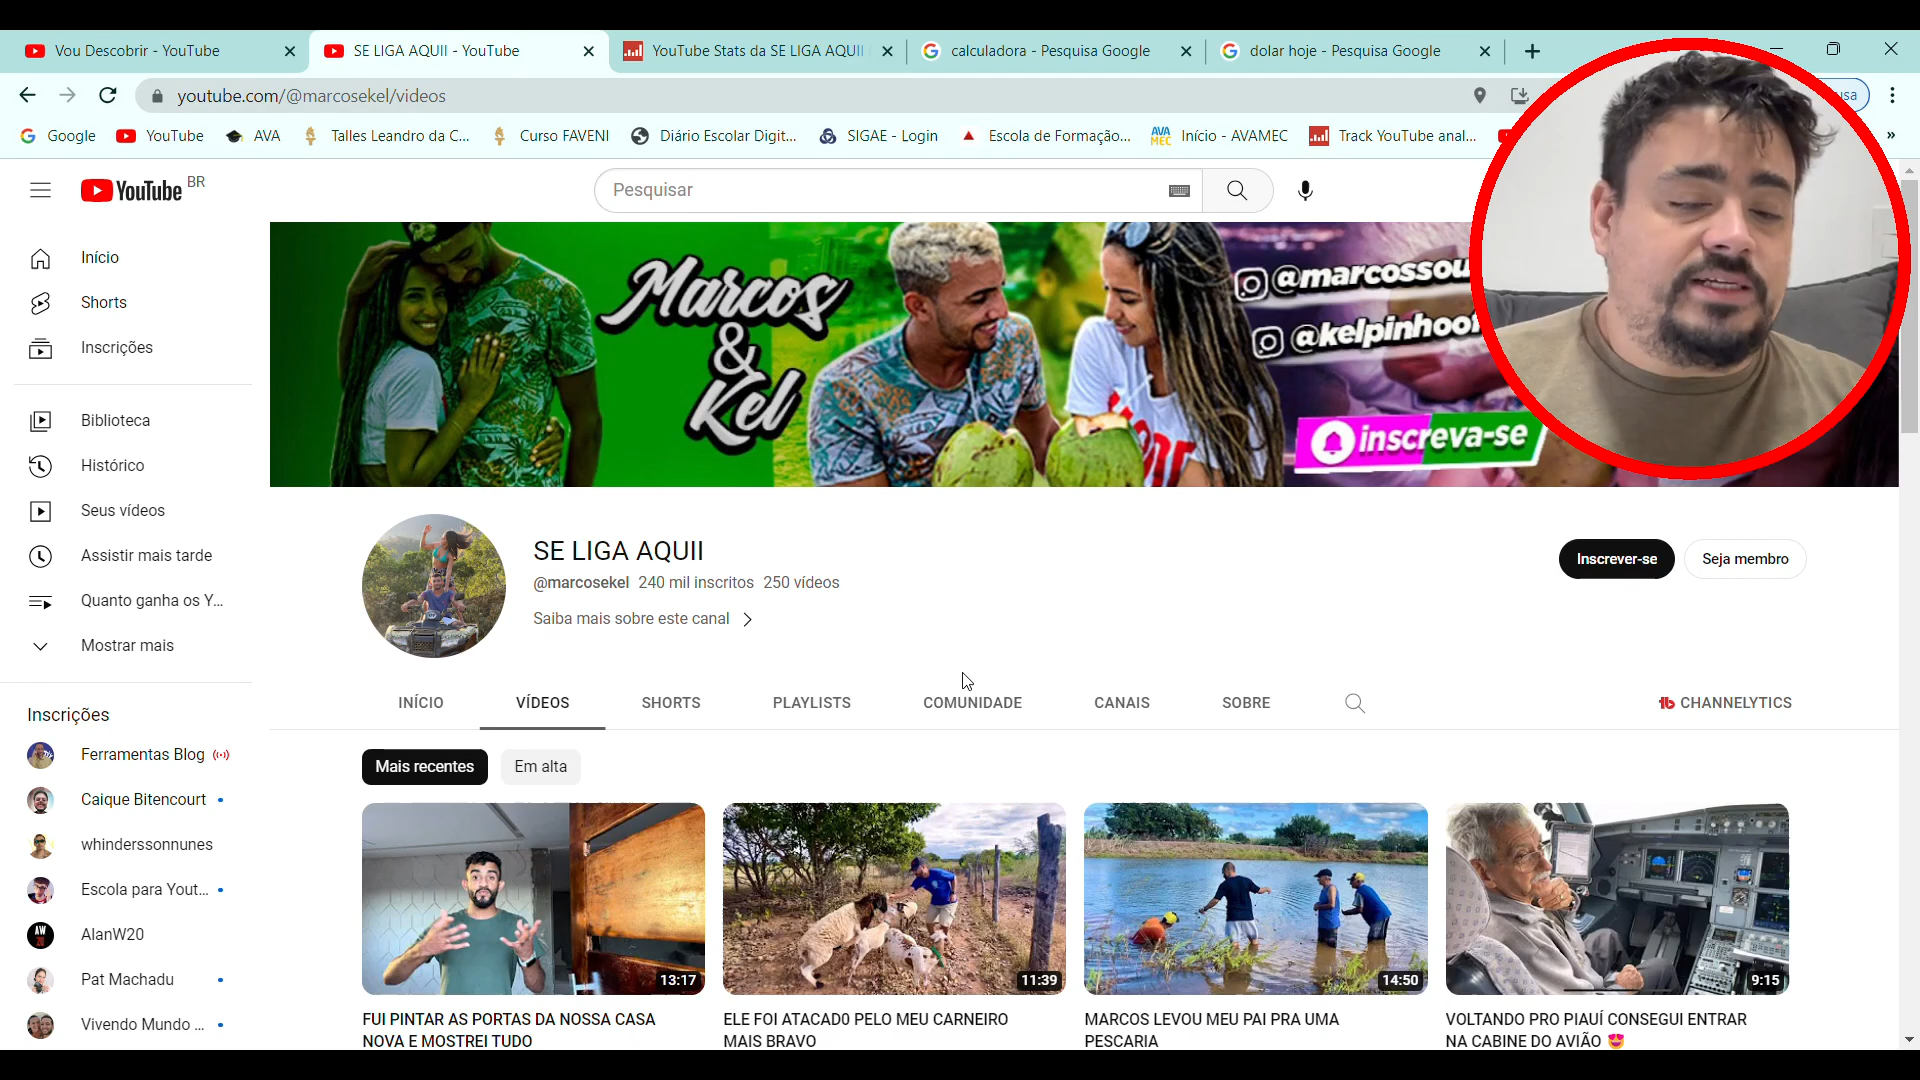 Vou Descobrir - YouTube
SE LIGA AQUII - YouTube
YouTube Stats da SE LIGA AQUII
calculadora - Pesquisa Google
dolar hoje - Pesquisa Google
youtube.com/@marcosekel/videos
usa
Google
YouTube
AVA
Talles Leandro da C...
Curso FAVENI
Diário Escolar Digit...
SIGAE - Login
Escola de Formação...
AVA MEC
Início - AVAMEC
Track YouTube anal...
YouTube BR
Pesquisar
Início
Shorts
Inscrições
Biblioteca
Histórico
Seus vídeos
Assistir mais tarde
Quanto ganha os Y...
Mostrar mais
Inscrições
Ferramentas Blog
Caique Bitencourt
whinderssonnunes
Escola para Yout...
AW20
AlanW20
Pat Machadu
Vivendo Mundo ...
Marcos
&
Kel
@marcossou
@kelpinhoof
inscreva-se
SE LIGA AQUII
@marcosekel 240 mil inscritos 250 vídeos
Saiba mais sobre este canal
Inscrever-se
Seja membro
INÍCIO
VÍDEOS
SHORTS
PLAYLISTS
COMUNIDADE
CANAIS
SOBRE
CHANNELYTICS
Mais recentes
Em alta
13:17
11:39
14:50
9:15
FUI PINTAR AS PORTAS DA NOSSA CASA
NOVA E MOSTREI TUDO
ELE FOI ATACAD0 PELO MEU CARNEIRO
MAIS BRAVO
MARCOS LEVOU MEU PAI PRA UMA
PESCARIA
VOLTANDO PRO PIAUÍ CONSEGUI ENTRAR
NA CABINE DO AVIÃO 😍